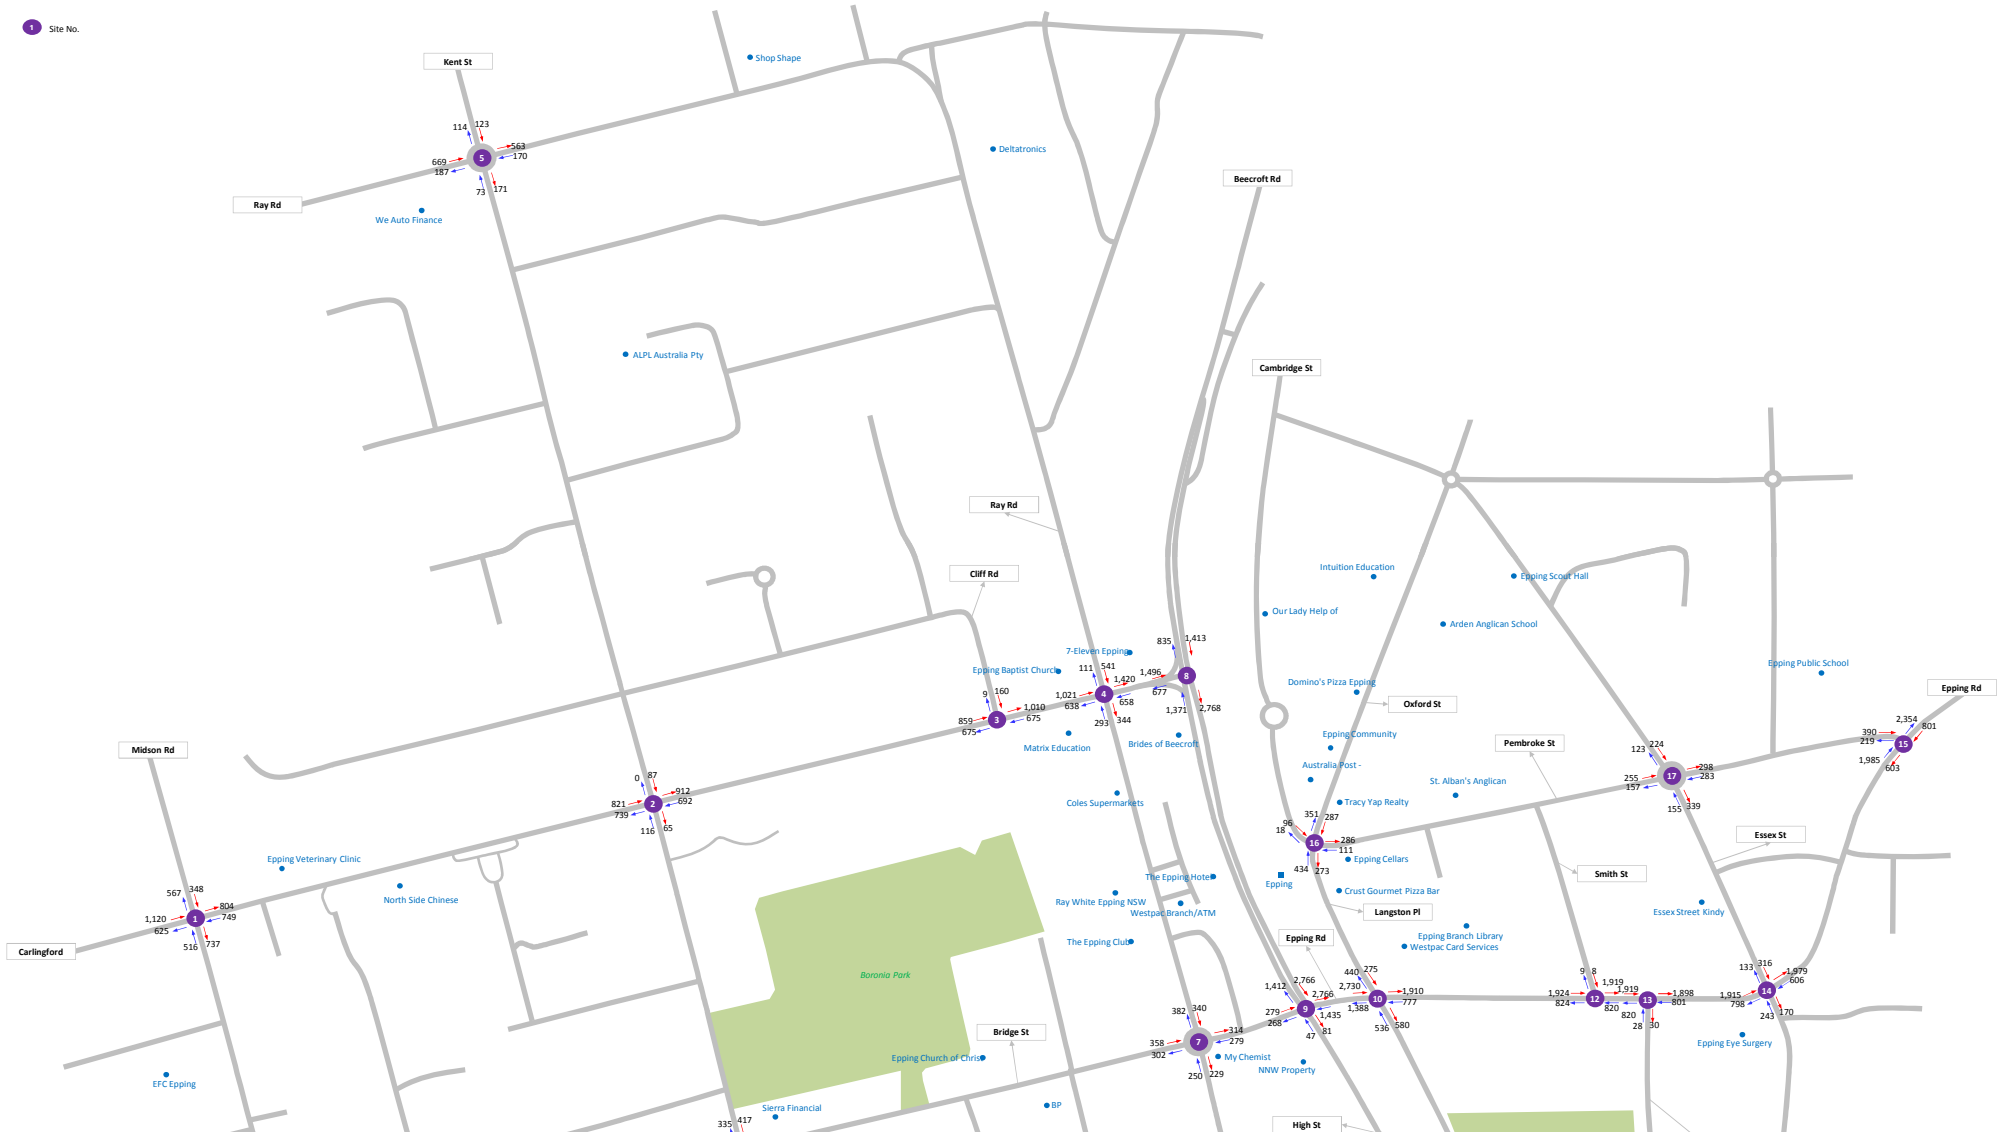 1 Site No.
Kent St
Shop Shape
114 123
563
170
669
187
5
73 171
Ray Rd
We Auto Finance
Deltatronics
Beecroft Rd
ALPL Australia Pty
Cambridge St
Ray Rd
Cliff Rd
Intuition Education
Epping Scout Hall
Our Lady Help of
Arden Anglican School
835 1,413
7-Eleven Epping
Epping Baptist Church
111 541
1,420
1,496
8
677
1,371 2,768
1,021
638
4
658
293 344
9 160
1,010
675
859
675
3
Matrix Education
Brides of Beecroft
Domino's Pizza Epping
Oxford St
Epping Public School
Epping Rd
Epping Community
Australia Post -
Pembroke St
2,354 801
390
219
15
1,985 603
123 224
298
283
255
157
17
155 339
Midson Rd
0 87
912
692
821
739
2
116 65
Coles Supermarkets
Tracy Yap Realty
St. Alban's Anglican
351 287
96
18
16
286
111
434 273
Essex St
Epping Veterinary Clinic
North Side Chinese
Epping Cellars
The Epping Hotel
Epping
Crust Gourmet Pizza Bar
Smith St
Ray White Epping NSW
Westpac Branch/ATM
Langston Pl
Essex Street Kindy
567 348
804
749
1,120
625
1
516 737
Carlingford
The Epping Club
Epping Rd
Epping Branch Library
Westpac Card Services
Boronia Park
1,412 2,766
2,766
279
268
9
1,435
47 81
440 275
2,730
1,388
10
1,910
777
536 580
9 8
1,919
1,924
824
12
820
1,919
820
13
1,898
801
28 30
133 316
1,979
606
1,915
798
14
243 170
Epping Eye Surgery
382 340
314
279
358
302
7
250 229
Bridge St
Epping Church of Christ
My Chemist
NNW Property
EFC Epping
Sierra Financial
BP
335 417
High St